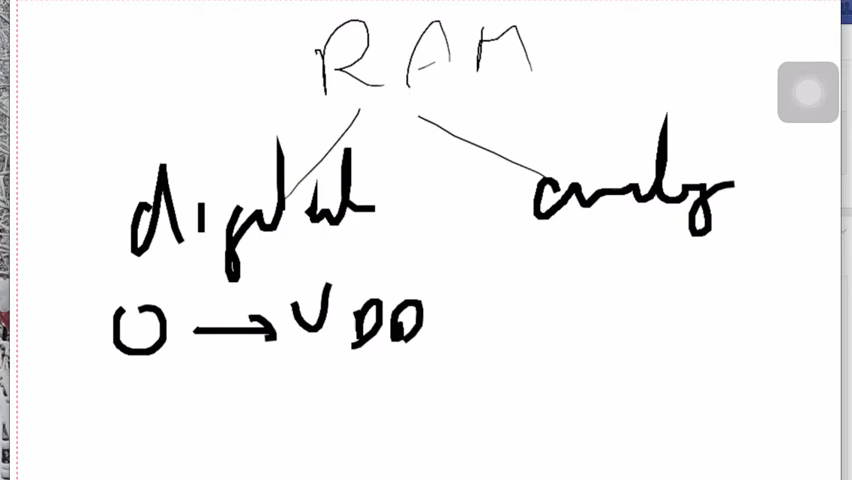 RAM
digital analog
0 → VDD